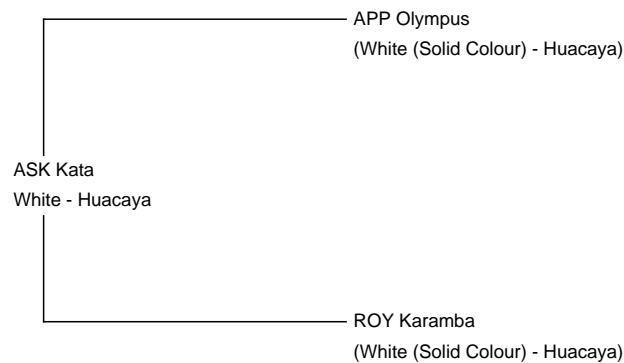 APP Olympus
(White (Solid Colour) - Huacaya)
ASK Kata
White - Huacaya
ROY Karamba
(White (Solid Colour) - Huacaya)